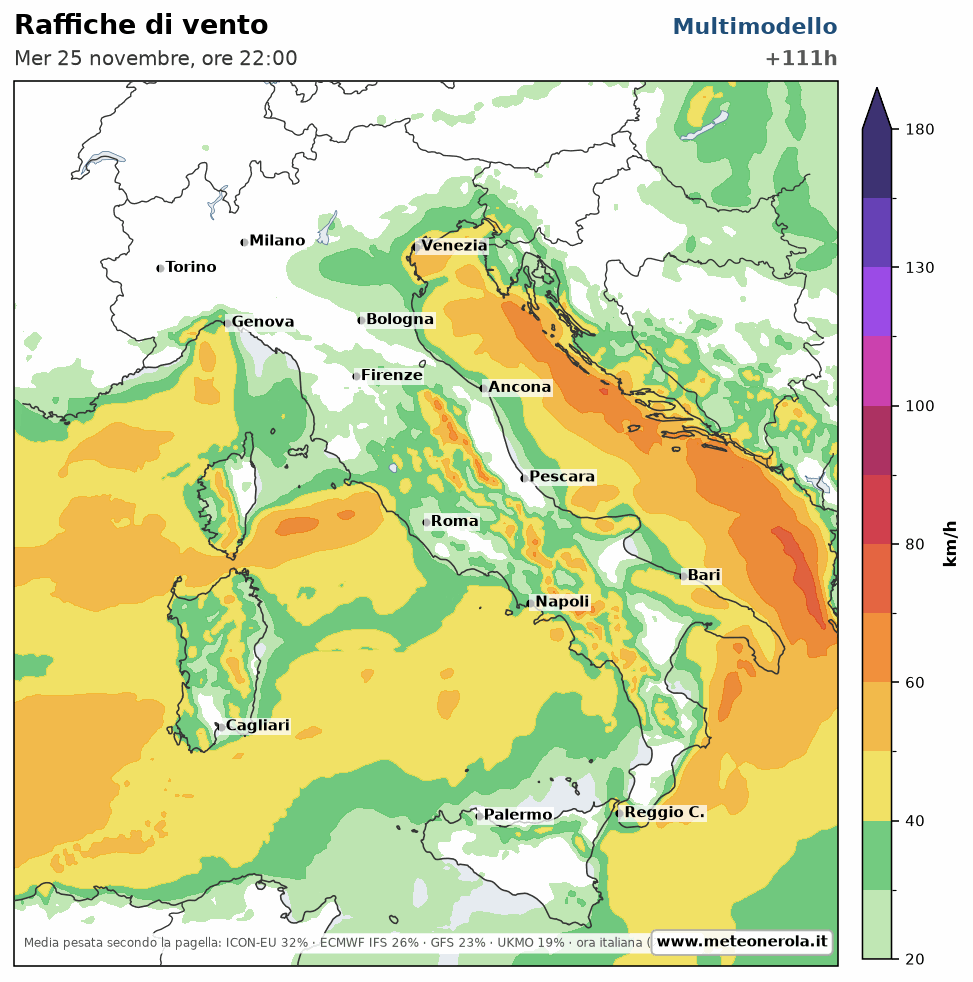 Raffiche di vento
Multimodello
Mer 25 novembre, ore 22:00
+111h
180
Milano
Venezia
Torino
130
Genova
Bologna
Firenze
Ancona
100
Pescara
Roma
80
km/h
Bari
Napoli
60
Cagliari
Palermo
Reggio C.
40
Media pesata secondo la pagella: ICON-EU 32% · ECMWF IFS 26% · GFS 23% · UKMO 19% · ora italiana (
www.meteonerola.it
20